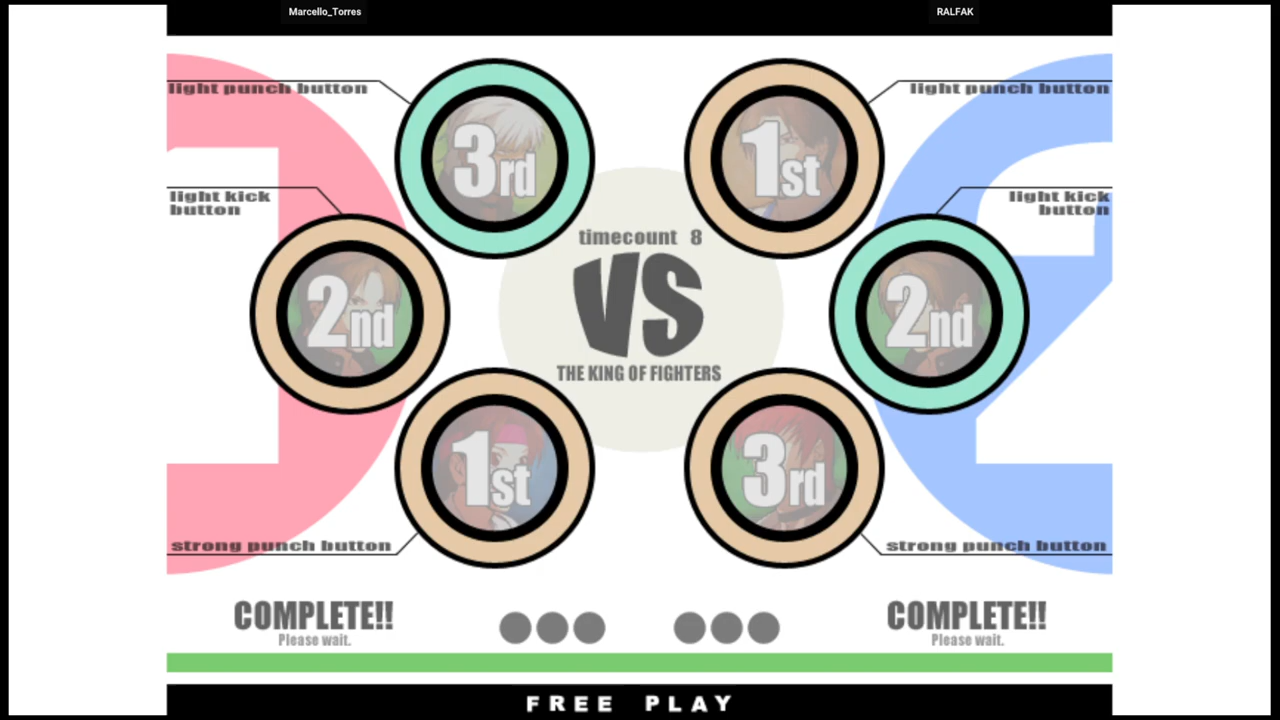 Marcello_Torres
RALFAK
light punch button
light punch button
3rd
1st
light kick
button
light kick
button
timecount 8
2nd
VS
2nd
THE KING OF FIGHTERS
1st
3rd
strong punch button
strong punch button
COMPLETE!!
Please wait.
COMPLETE!!
Please wait.
FREE PLAY